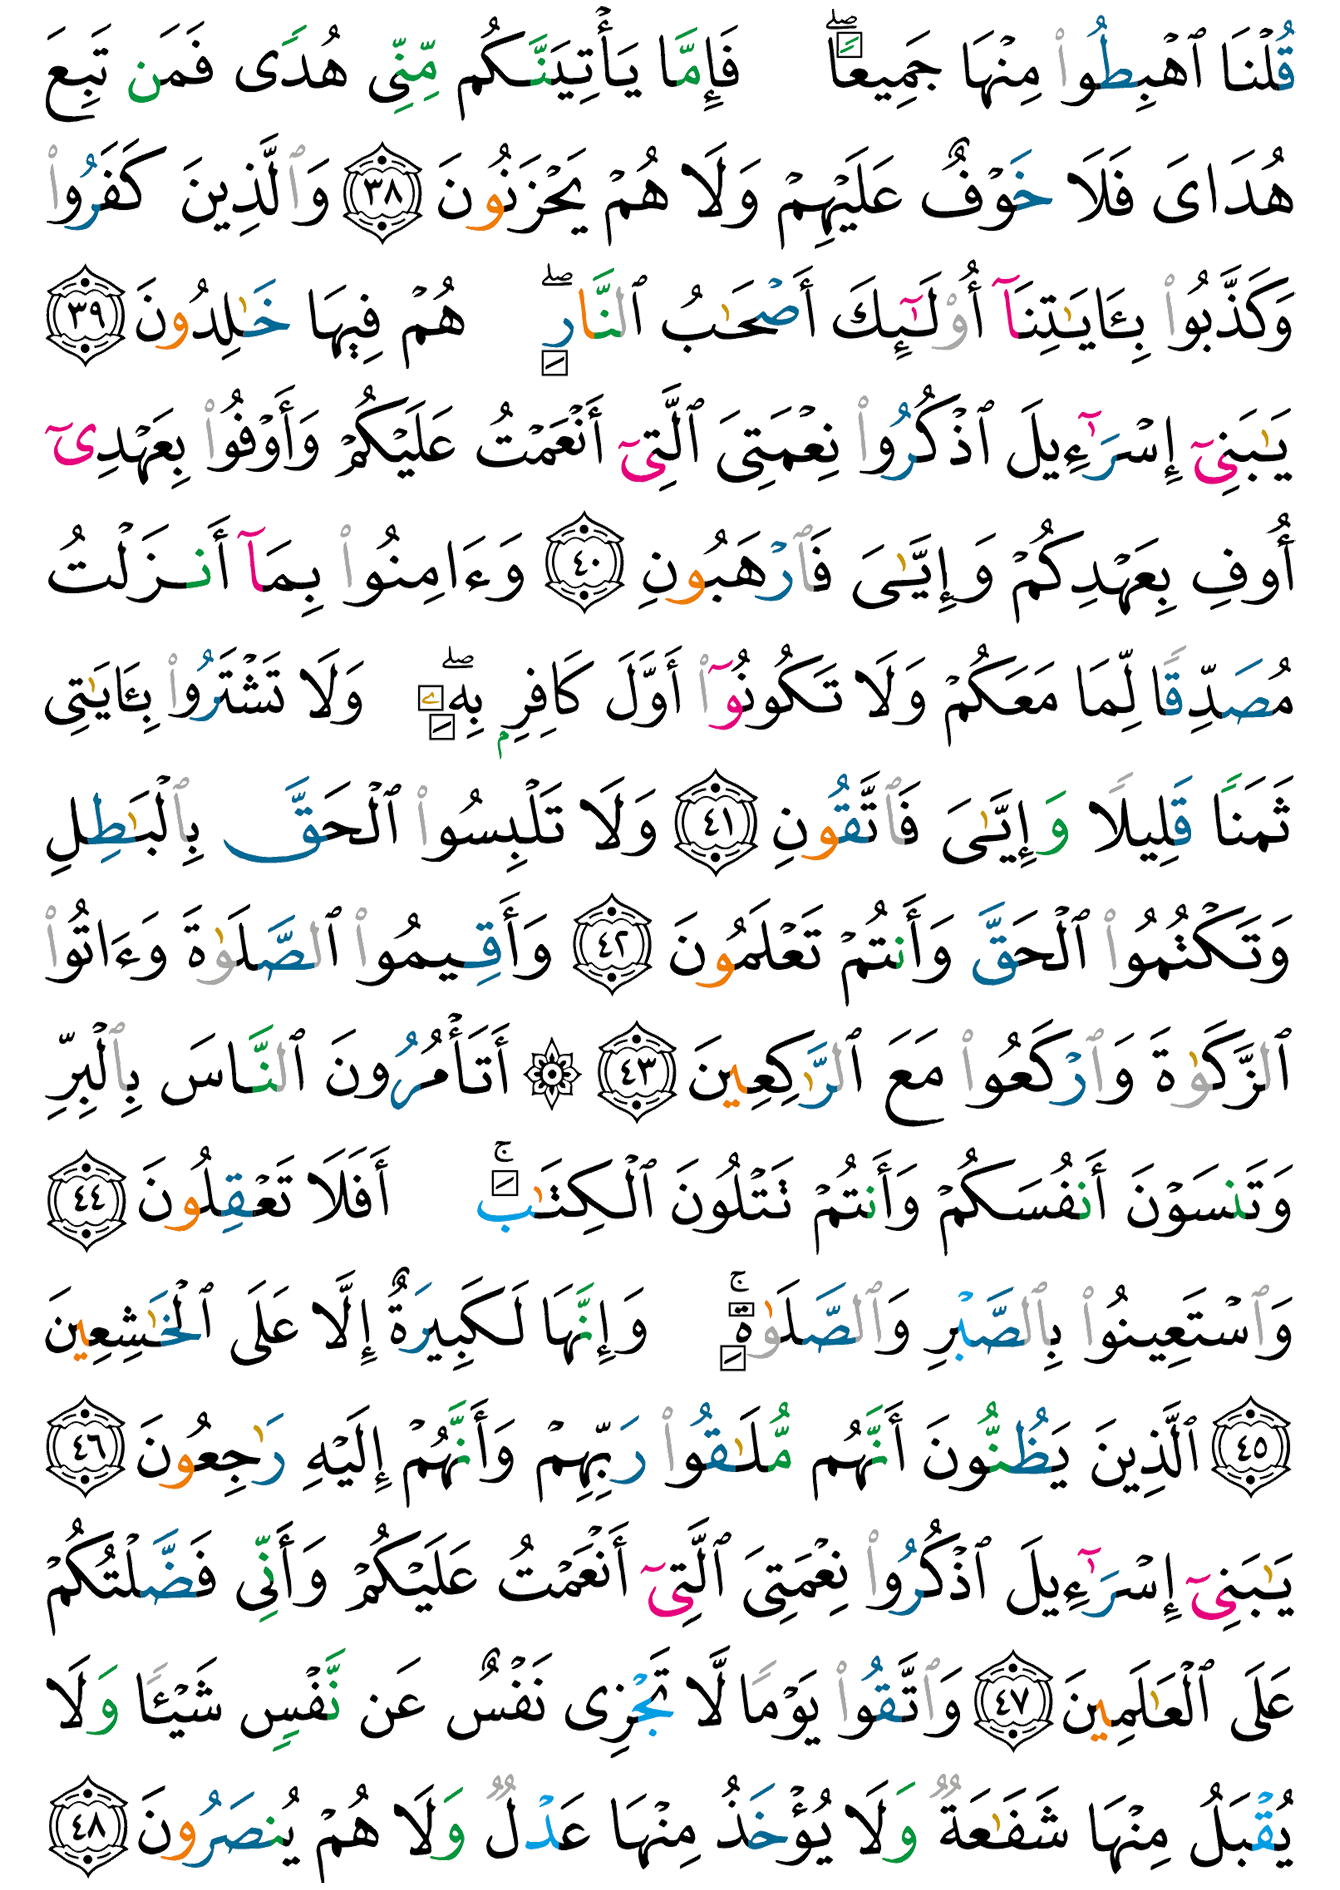 قُلْنَا ٱهْبِطُوا۟ مِنْهَا جَمِيعًا ۖ فَإِمَّا يَأْتِيَنَّكُم مِّنِّى هُدًى فَمَن تَبِعَ
هُدَاىَ فَلَا خَوْفٌ عَلَيْهِمْ وَلَا هُمْ يَحْزَنُونَ ٣٨ وَٱلَّذِينَ كَفَرُوا۟
وَكَذَّبُوا۟ بِـَٔايَـٰتِنَآ أُو۟لَـٰٓئِكَ أَصْحَـٰبُ ٱلنَّارِ ۖ هُمْ فِيهَا خَـٰلِدُونَ ٣٩
يَـٰبَنِىٓ إِسْرَٰٓءِيلَ ٱذْكُرُوا۟ نِعْمَتِىَ ٱلَّتِىٓ أَنْعَمْتُ عَلَيْكُمْ وَأَوْفُوا۟ بِعَهْدِىٓ
أُوفِ بِعَهْدِكُمْ وَإِيَّـٰىَ فَٱرْهَبُونِ ٤٠ وَءَامِنُوا۟ بِمَآ أَنزَلْتُ
مُصَدِّقًا لِّمَا مَعَكُمْ وَلَا تَكُونُوٓا۟ أَوَّلَ كَافِرِۭ بِهِۦ ۖ وَلَا تَشْتَرُوا۟ بِـَٔايَـٰتِى
ثَمَنًا قَلِيلًا وَإِيَّـٰىَ فَٱتَّقُونِ ٤١ وَلَا تَلْبِسُوا۟ ٱلْحَقَّ بِٱلْبَـٰطِلِ
وَتَكْتُمُوا۟ ٱلْحَقَّ وَأَنتُمْ تَعْلَمُونَ ٤٢ وَأَقِيمُوا۟ ٱلصَّلَوٰةَ وَءَاتُوا۟
ٱلزَّكَوٰةَ وَٱرْكَعُوا۟ مَعَ ٱلرَّٰكِعِينَ ٤٣ ۞ أَتَأْمُرُونَ ٱلنَّاسَ بِٱلْبِرِّ
وَتَنسَوْنَ أَنفُسَكُمْ وَأَنتُمْ تَتْلُونَ ٱلْكِتَـٰبَ ۚ أَفَلَا تَعْقِلُونَ ٤٤
وَٱسْتَعِينُوا۟ بِٱلصَّبْرِ وَٱلصَّلَوٰةِ ۚ وَإِنَّهَا لَكَبِيرَةٌ إِلَّا عَلَى ٱلْخَـٰشِعِينَ
٤٥ ٱلَّذِينَ يَظُنُّونَ أَنَّهُم مُّلَـٰقُوا۟ رَبِّهِمْ وَأَنَّهُمْ إِلَيْهِ رَٰجِعُونَ ٤٦
يَـٰبَنِىٓ إِسْرَٰٓءِيلَ ٱذْكُرُوا۟ نِعْمَتِىَ ٱلَّتِىٓ أَنْعَمْتُ عَلَيْكُمْ وَأَنِّى فَضَّلْتُكُمْ
عَلَى ٱلْعَـٰلَمِينَ ٤٧ وَٱتَّقُوا۟ يَوْمًا لَّا تَجْزِى نَفْسٌ عَن نَّفْسٍ شَيْـًٔا وَلَا
يُقْبَلُ مِنْهَا شَفَـٰعَةٌ وَلَا يُؤْخَذُ مِنْهَا عَدْلٌ وَلَا هُمْ يُنصَرُونَ ٤٨